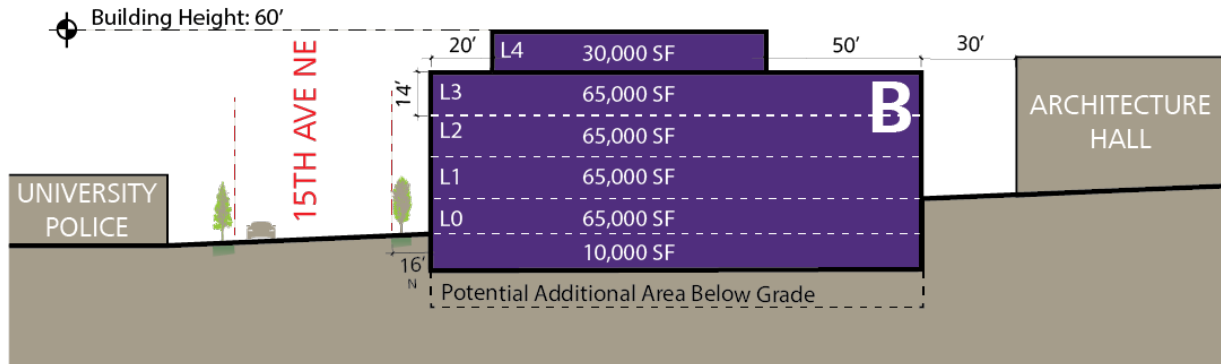 Building Height: 60'
15TH AVE NE
20'
L4
30,000 SF
50'
30'
14'
L3
65,000 SF
B
L2
65,000 SF
L1
65,000 SF
L0
65,000 SF
10,000 SF
ARCHITECTURE
HALL
UNIVERSITY
POLICE
16'
N
Potential Additional Area Below Grade